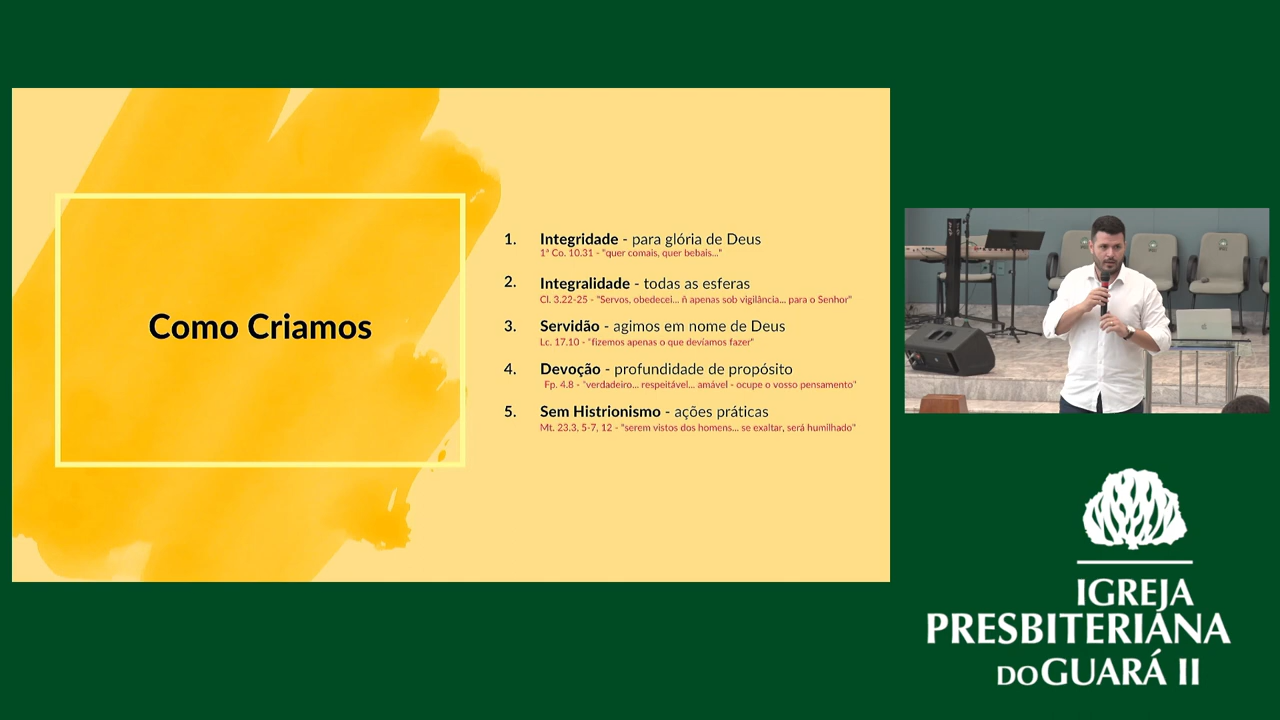 Como Criamos
1. Integridade - para glória de Deus
1ª Co. 10.31 - "quer comais, quer bebais..."
2. Integralidade - todas as esferas
Cl. 3.22-25 - "Servos, obedecei... ñ apenas sob vigilância... para o Senhor"
3. Servidão - agimos em nome de Deus
Lc. 17.10 - "fizemos apenas o que devíamos fazer"
4. Devoção - profundidade de propósito
Fp. 4.8 - "verdadeiro... respeitável... amável - ocupe o vosso pensamento"
5. Sem Histrionismo - ações práticas
Mt. 23.3, 5-7, 12 - "serem vistos dos homens... se exaltar, será humilhado"
IGREJA
PRESBITERIANA
DO GUARÁ II